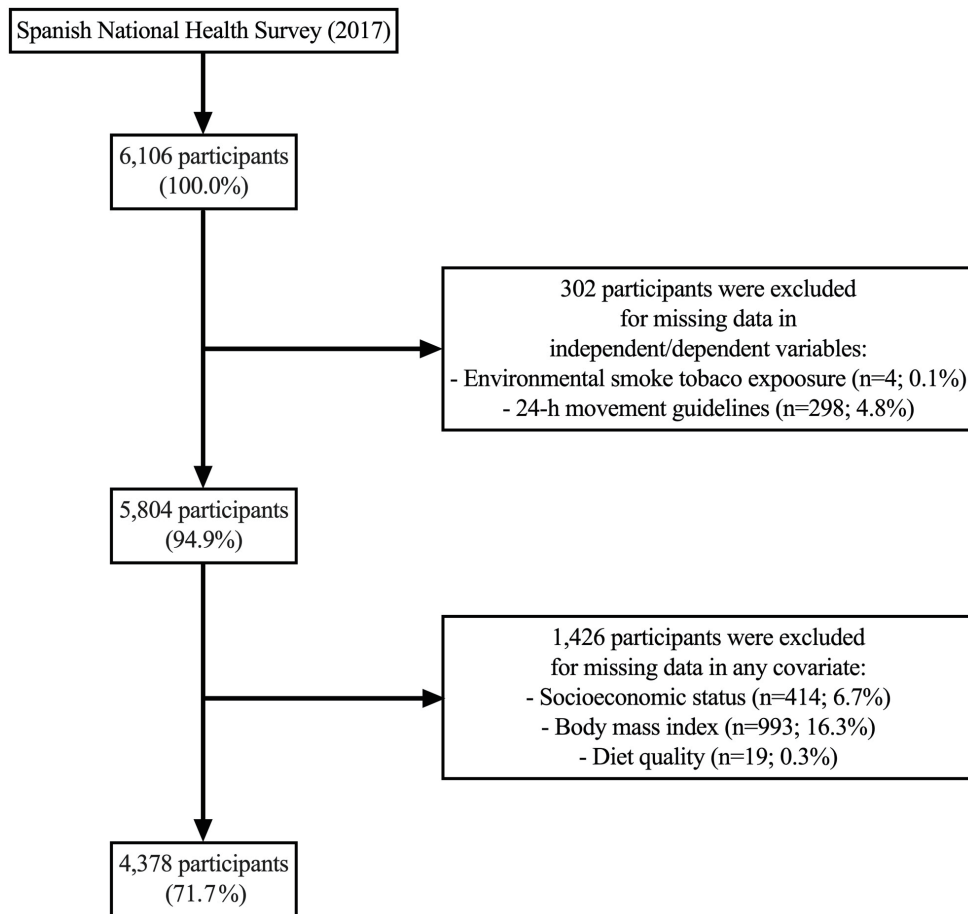 Spanish National Health Survey (2017)
6,106 participants
(100.0%)
302 participants were excluded
for missing data in
independent/dependent variables:
- Environmental smoke tobacco expoosure (n=4; 0.1%)
- 24-h movement guidelines (n=298; 4.8%)
5,804 participants
(94.9%)
1,426 participants were excluded
for missing data in any covariate:
- Socioeconomic status (n=414; 6.7%)
- Body mass index (n=993; 16.3%)
- Diet quality (n=19; 0.3%)
4,378 participants
(71.7%)